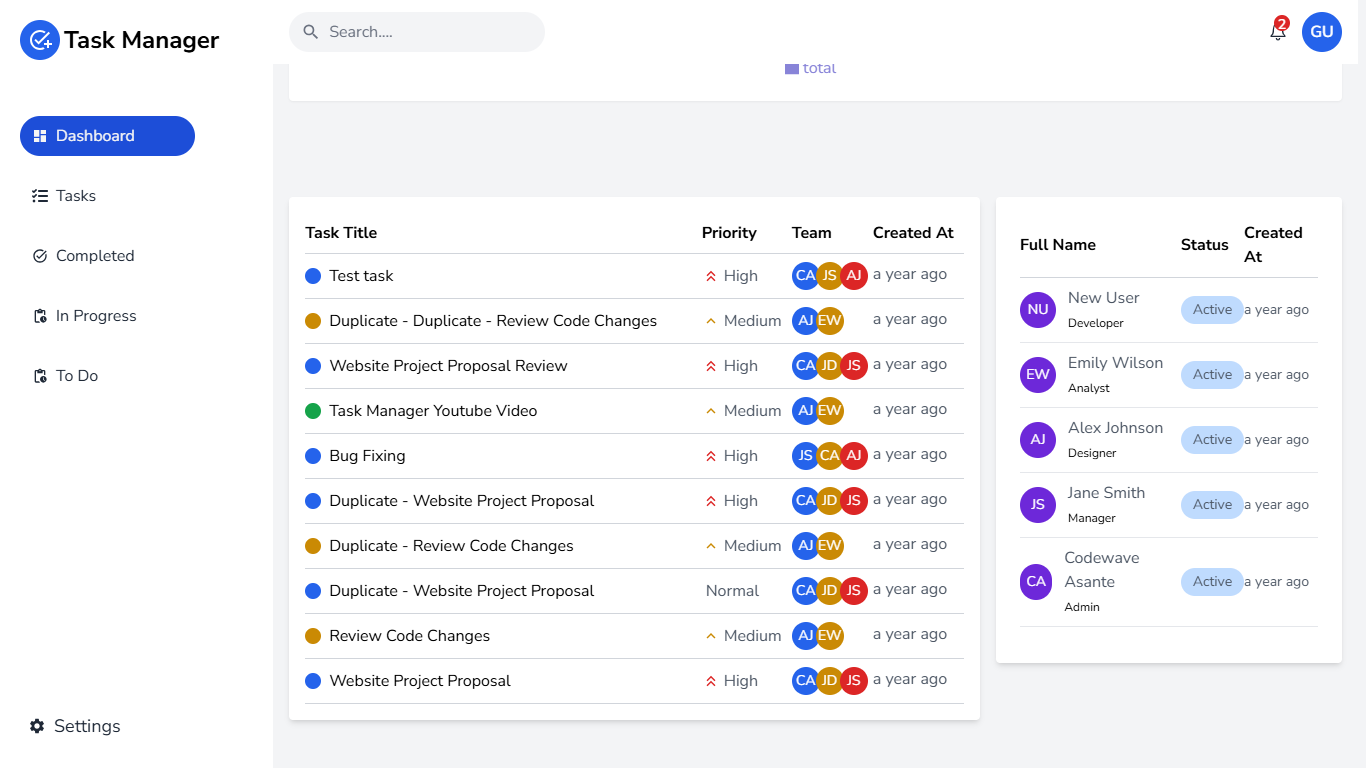 Task Manager
Search....
2
GU
Dashboard
Tasks
Completed
In Progress
To Do
Settings
total
Task Title Priority Team Created At
Test task High CA JS AJ a year ago
Duplicate - Duplicate - Review Code Changes Medium AJ EW a year ago
Website Project Proposal Review High CA JD JS a year ago
Task Manager Youtube Video Medium AJ EW a year ago
Bug Fixing High JS CA AJ a year ago
Duplicate - Website Project Proposal High CA JD JS a year ago
Duplicate - Review Code Changes Medium AJ EW a year ago
Duplicate - Website Project Proposal Normal CA JD JS a year ago
Review Code Changes Medium AJ EW a year ago
Website Project Proposal High CA JD JS a year ago
Full Name Status Created
At
NU New User Active a year ago
Developer
EW Emily Wilson Active a year ago
Analyst
AJ Alex Johnson Active a year ago
Designer
JS Jane Smith Active a year ago
Manager
CA Codewave
Asante Active a year ago
Admin